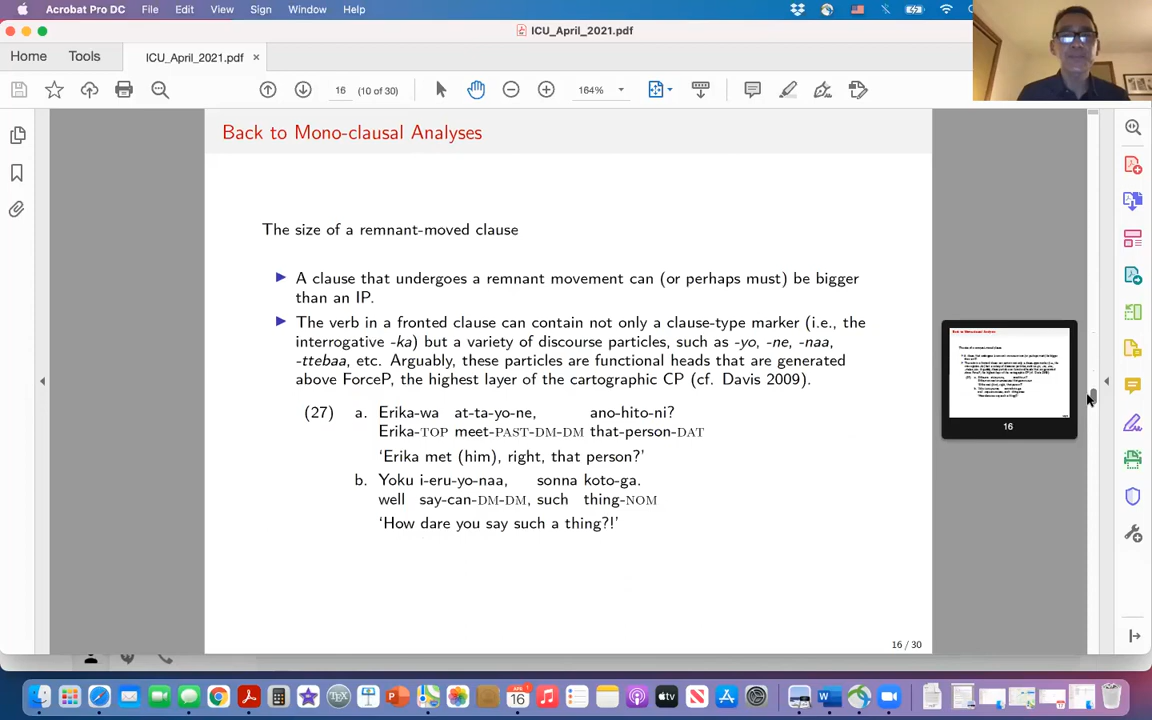 Acrobat Pro DC File Edit View Sign Window Help
ICU_April_2021.pdf
Home Tools ICU_April_2021.pdf ×
16 (10 of 30) 164%
Back to Mono-clausal Analyses
The size of a remnant-moved clause
A clause that undergoes a remnant movement can (or perhaps must) be bigger
than an IP.
The verb in a fronted clause can contain not only a clause-type marker (i.e., the
interrogative -ka) but a variety of discourse particles, such as -yo, -ne, -naa,
-ttebaa, etc. Arguably, these particles are functional heads that are generated
above ForceP, the highest layer of the cartographic CP (cf. Davis 2009).
(27) a. Erika-wa at-ta-yo-ne, ano-hito-ni?
Erika-TOP meet-PAST-DM-DM that-person-DAT
‘Erika met (him), right, that person?’
b. Yoku i-eru-yo-naa, sonna koto-ga.
well say-can-DM-DM, such thing-NOM
‘How dare you say such a thing?!’
16 / 30
16